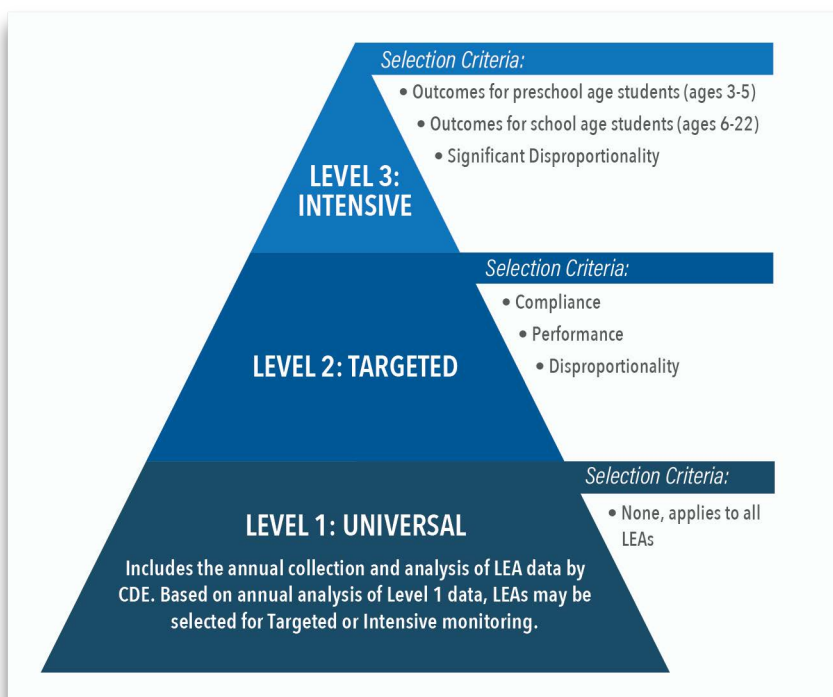 Selection Criteria:
• Outcomes for preschool age students (ages 3-5)
• Outcomes for school age students (ages 6-22)
• Significant Disproportionality
LEVEL 3:
INTENSIVE
Selection Criteria:
• Compliance
• Performance
• Disproportionality
LEVEL 2: TARGETED
Selection Criteria:
• None, applies to all
LEAs
LEVEL 1: UNIVERSAL
Includes the annual collection and analysis of LEA data by
CDE. Based on annual analysis of Level 1 data, LEAs may be
selected for Targeted or Intensive monitoring.